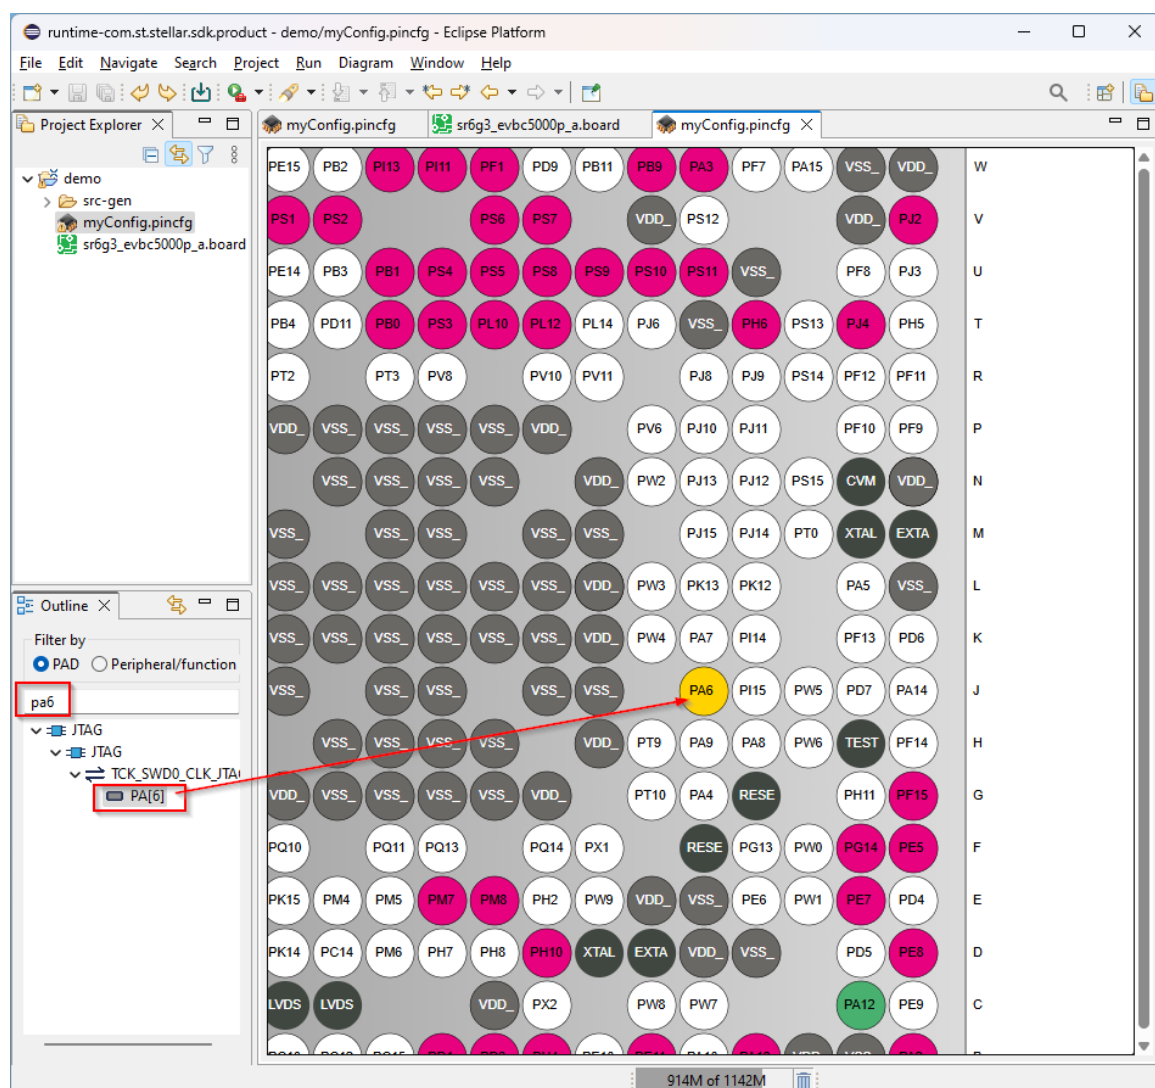 runtime-com.st.stellar.sdk.product - demo/myConfig.pincfg - Eclipse Platform
File Edit Navigate Search Project Run Diagram Window Help
Project Explorer
myConfig.pincfg sr6g3_evbc5000p_a.board myConfig.pincfg
demo
src-gen
myConfig.pincfg
sr6g3_evbc5000p_a.board
Outline
Filter by
PAD Peripheral/function
pa6
JTAG
JTAG
TCK_SWD0_CLK_JTA
PA[6]
PE15 PB2 PI13 PI11 PF1 PD9 PB11 PB9 PA3 PF7 PA15 VSS_ VDD_ W
PS1 PS2 PS6 PS7 VDD_ PS12 VDD_ PJ2 V
PE14 PB3 PB1 PS4 PS5 PS8 PS9 PS10 PS11 VSS_ PF8 PJ3 U
PB4 PD11 PB0 PS3 PL10 PL12 PL14 PJ6 VSS_ PH6 PS13 PJ4 PH5 T
PT2 PT3 PV8 PV10 PV11 PJ8 PJ9 PS14 PF12 PF11 R
VDD_ VSS_ VSS_ VSS_ VSS_ VDD_ PV6 PJ10 PJ11 PF10 PF9 P
VSS_ VSS_ VSS_ VSS_ VDD_ PW2 PJ13 PJ12 PS15 CVM VDD_ N
VSS_ VSS_ VSS_ VSS_ VSS_ PJ15 PJ14 PT0 XTAL EXTA M
VSS_ VSS_ VSS_ VSS_ VSS_ VSS_ VDD_ PW3 PK13 PK12 PA5 VSS_ L
VSS_ VSS_ VSS_ VSS_ VSS_ VSS_ VDD_ PW4 PA7 PI14 PF13 PD6 K
VSS_ VSS_ VSS_ VSS_ VSS_ PA6 PI15 PW5 PD7 PA14 J
VSS_ VSS_ VSS_ VSS_ VDD_ PT9 PA9 PA8 PW6 TEST PF14 H
VDD_ VSS_ VSS_ VSS_ VSS_ VDD_ PT10 PA4 RESE PH11 PF15 G
PQ10 PQ11 PQ13 PQ14 PX1 RESE PG13 PW0 PG14 PE5 F
PK15 PM4 PM5 PM7 PM8 PH2 PW9 VDD_ VSS_ PE6 PW1 PE7 PD4 E
PK14 PC14 PM6 PH7 PH8 PH10 XTAL EXTA VDD_ VSS_ PD5 PE8 D
LVDS LVDS VDD_ PX2 PW8 PW7 PA12 PE9 C
914M of 1142M